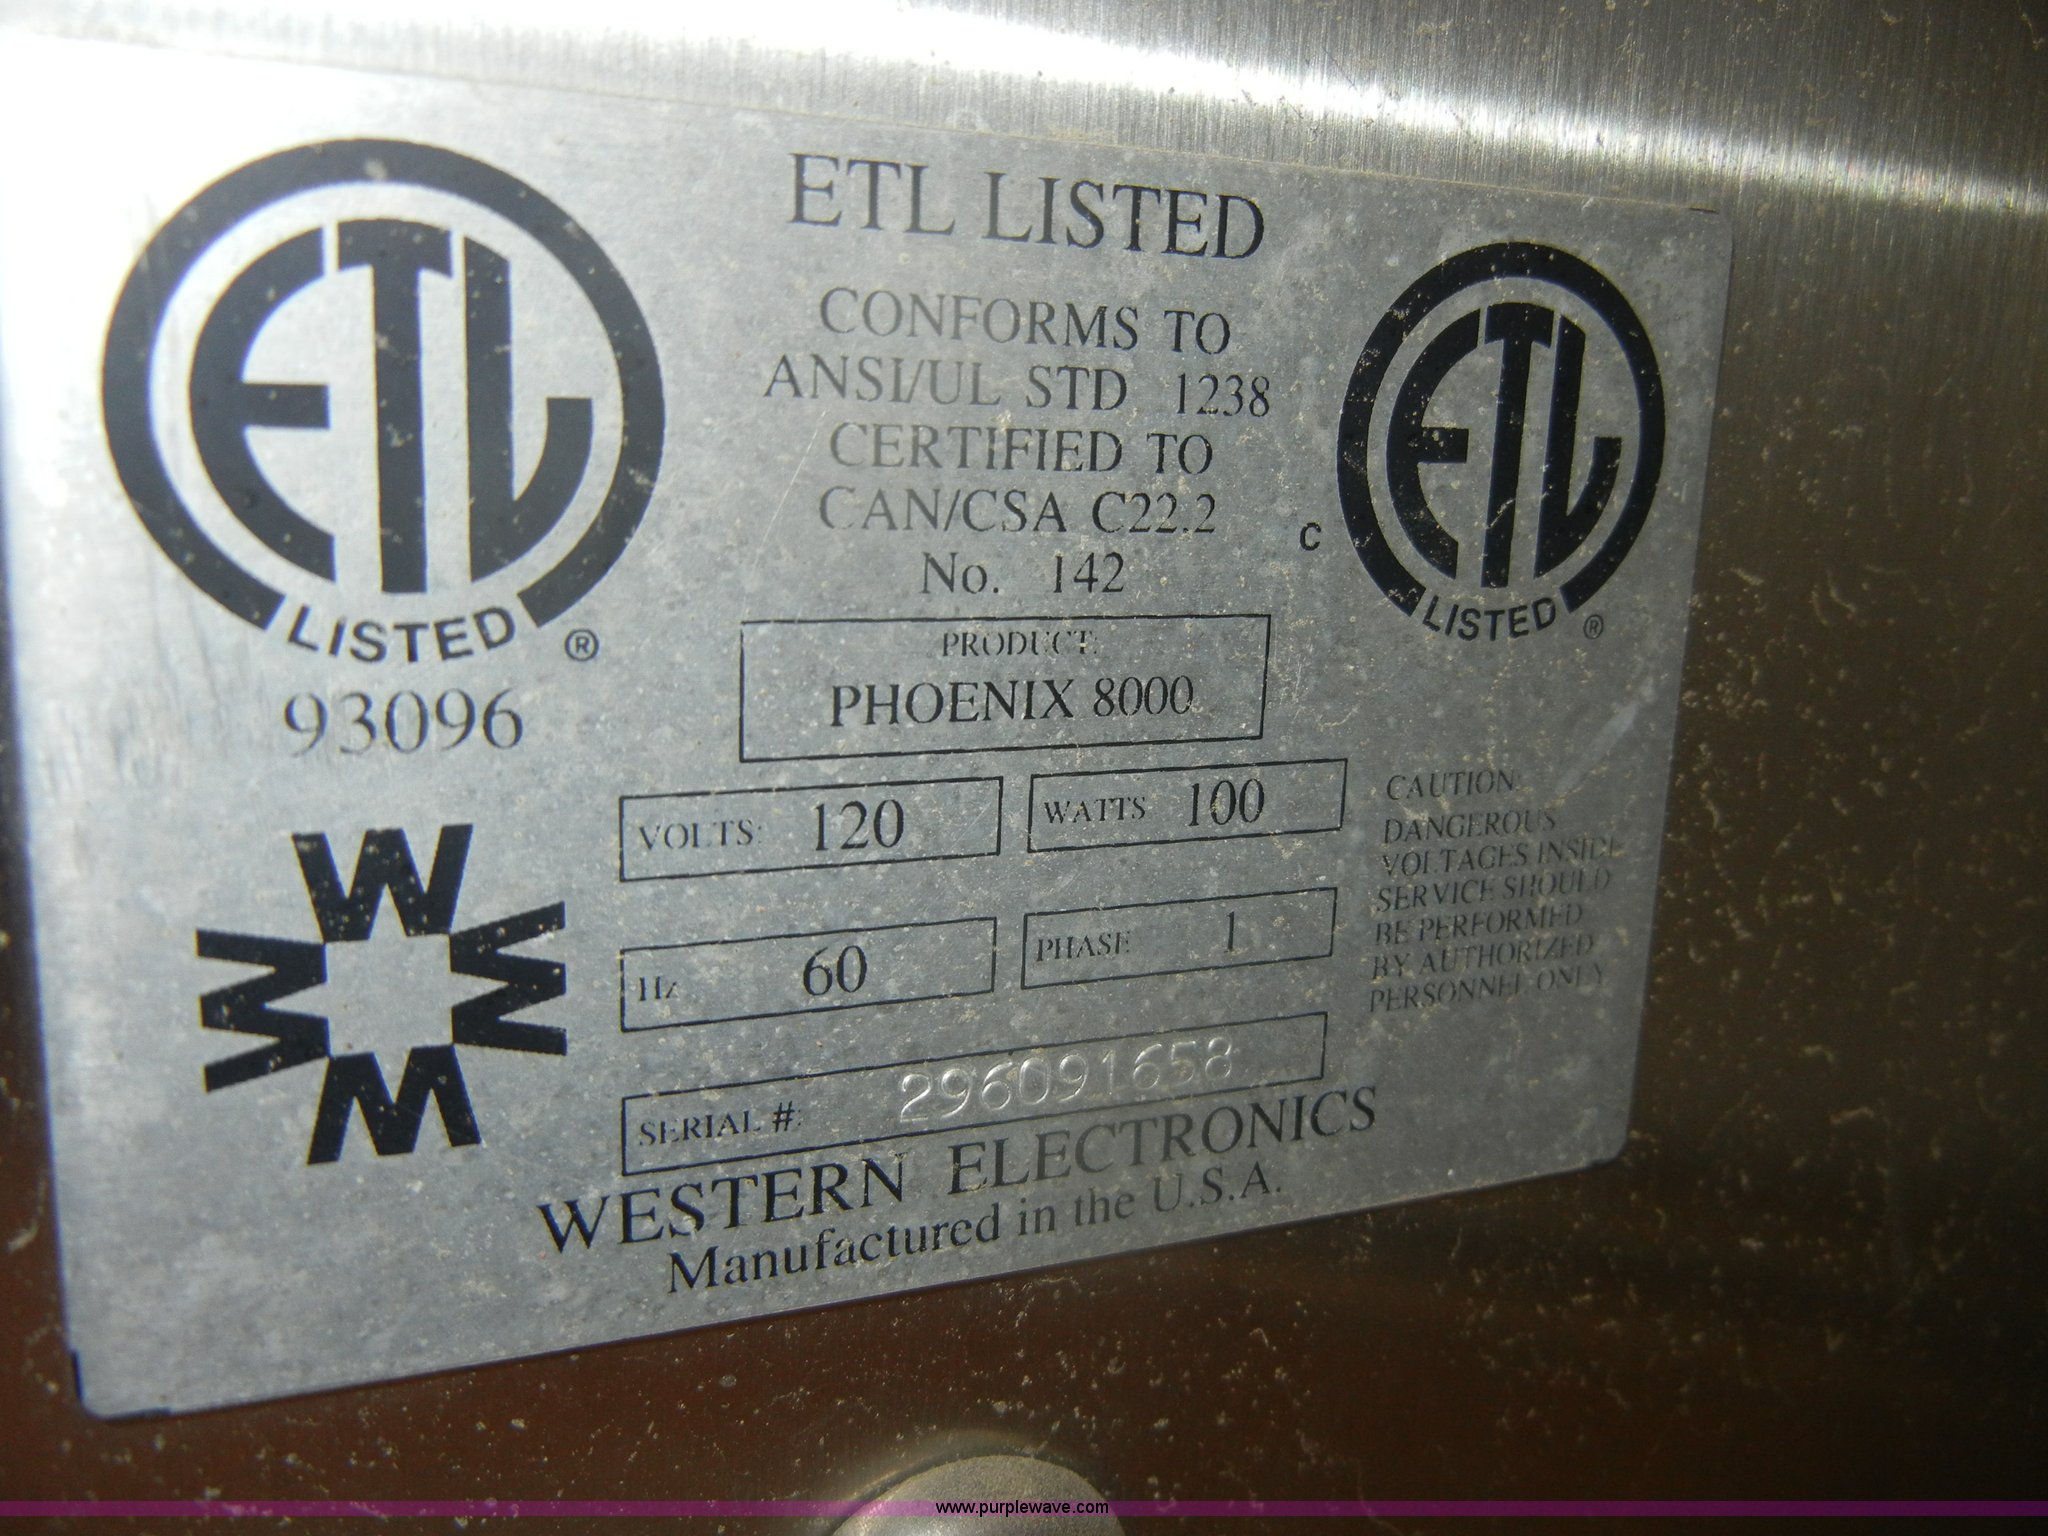 ETL LISTED
CONFORMS TO
ANSI/UL STD 1238
CERTIFIED TO
CAN/CSA C22.2
No. 142
ETL
LISTED ®
93096
C ETL
LISTED ®
PRODUCT:
PHOENIX 8000
VOLTS: 120
WATTS 100
Hz 60
PHASE 1
SERIAL #: 296091658
CAUTION:
DANGEROUS
VOLTAGES INSIDE
SERVICE SHOULD
BE PERFORMED
BY AUTHORIZED
PERSONNEL ONLY
W
W W
W
WESTERN ELECTRONICS
Manufactured in the U.S.A.
www.purplewave.com